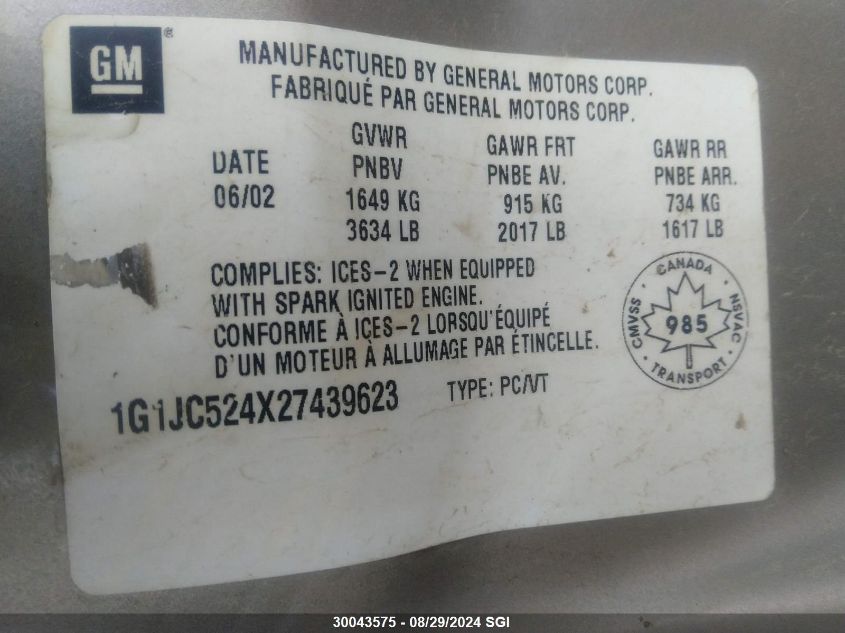 GM®
MANUFACTURED BY GENERAL MOTORS CORP.
FABRIQUÉ PAR GENERAL MOTORS CORP.
DATE GVWR GAWR FRT GAWR RR
PNBV PNBE AV. PNBE ARR.
06/02 1649 KG 915 KG 734 KG
3634 LB 2017 LB 1617 LB
COMPLIES: ICES-2 WHEN EQUIPPED
WITH SPARK IGNITED ENGINE.
CONFORME À ICES-2 LORSQU'ÉQUIPÉ
D'UN MOTEUR À ALLUMAGE PAR ÉTINCELLE.
CANADA
CMVSS 985 NSVAC
TRANSPORT
1G1JC524X27439623 TYPE: PC/VT
30043575 - 08/29/2024 SGI